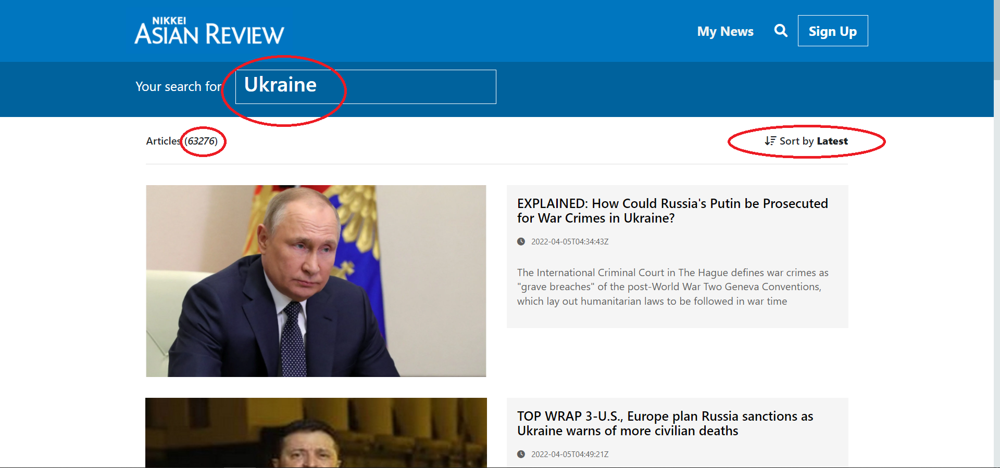 NIKKEI
ASIAN REVIEW
My News
Sign Up
Your search for
Ukraine
Articles (63276)
Sort by Latest
EXPLAINED: How Could Russia's Putin be Prosecuted
for War Crimes in Ukraine?
2022-04-05T04:34:43Z
The International Criminal Court in The Hague defines war crimes as
"grave breaches" of the post-World War Two Geneva Conventions,
which lay out humanitarian laws to be followed in war time
TOP WRAP 3-U.S., Europe plan Russia sanctions as
Ukraine warns of more civilian deaths
2022-04-05T04:49:21Z